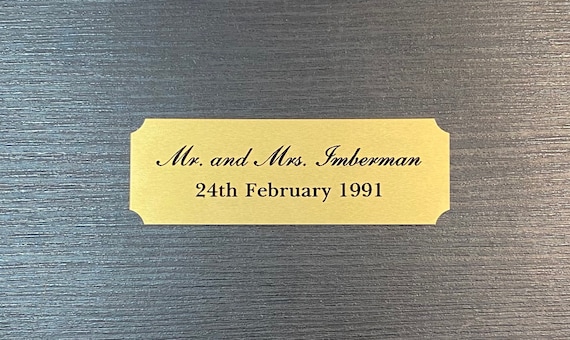 Mr. and Mrs. Imberman
24th February 1991